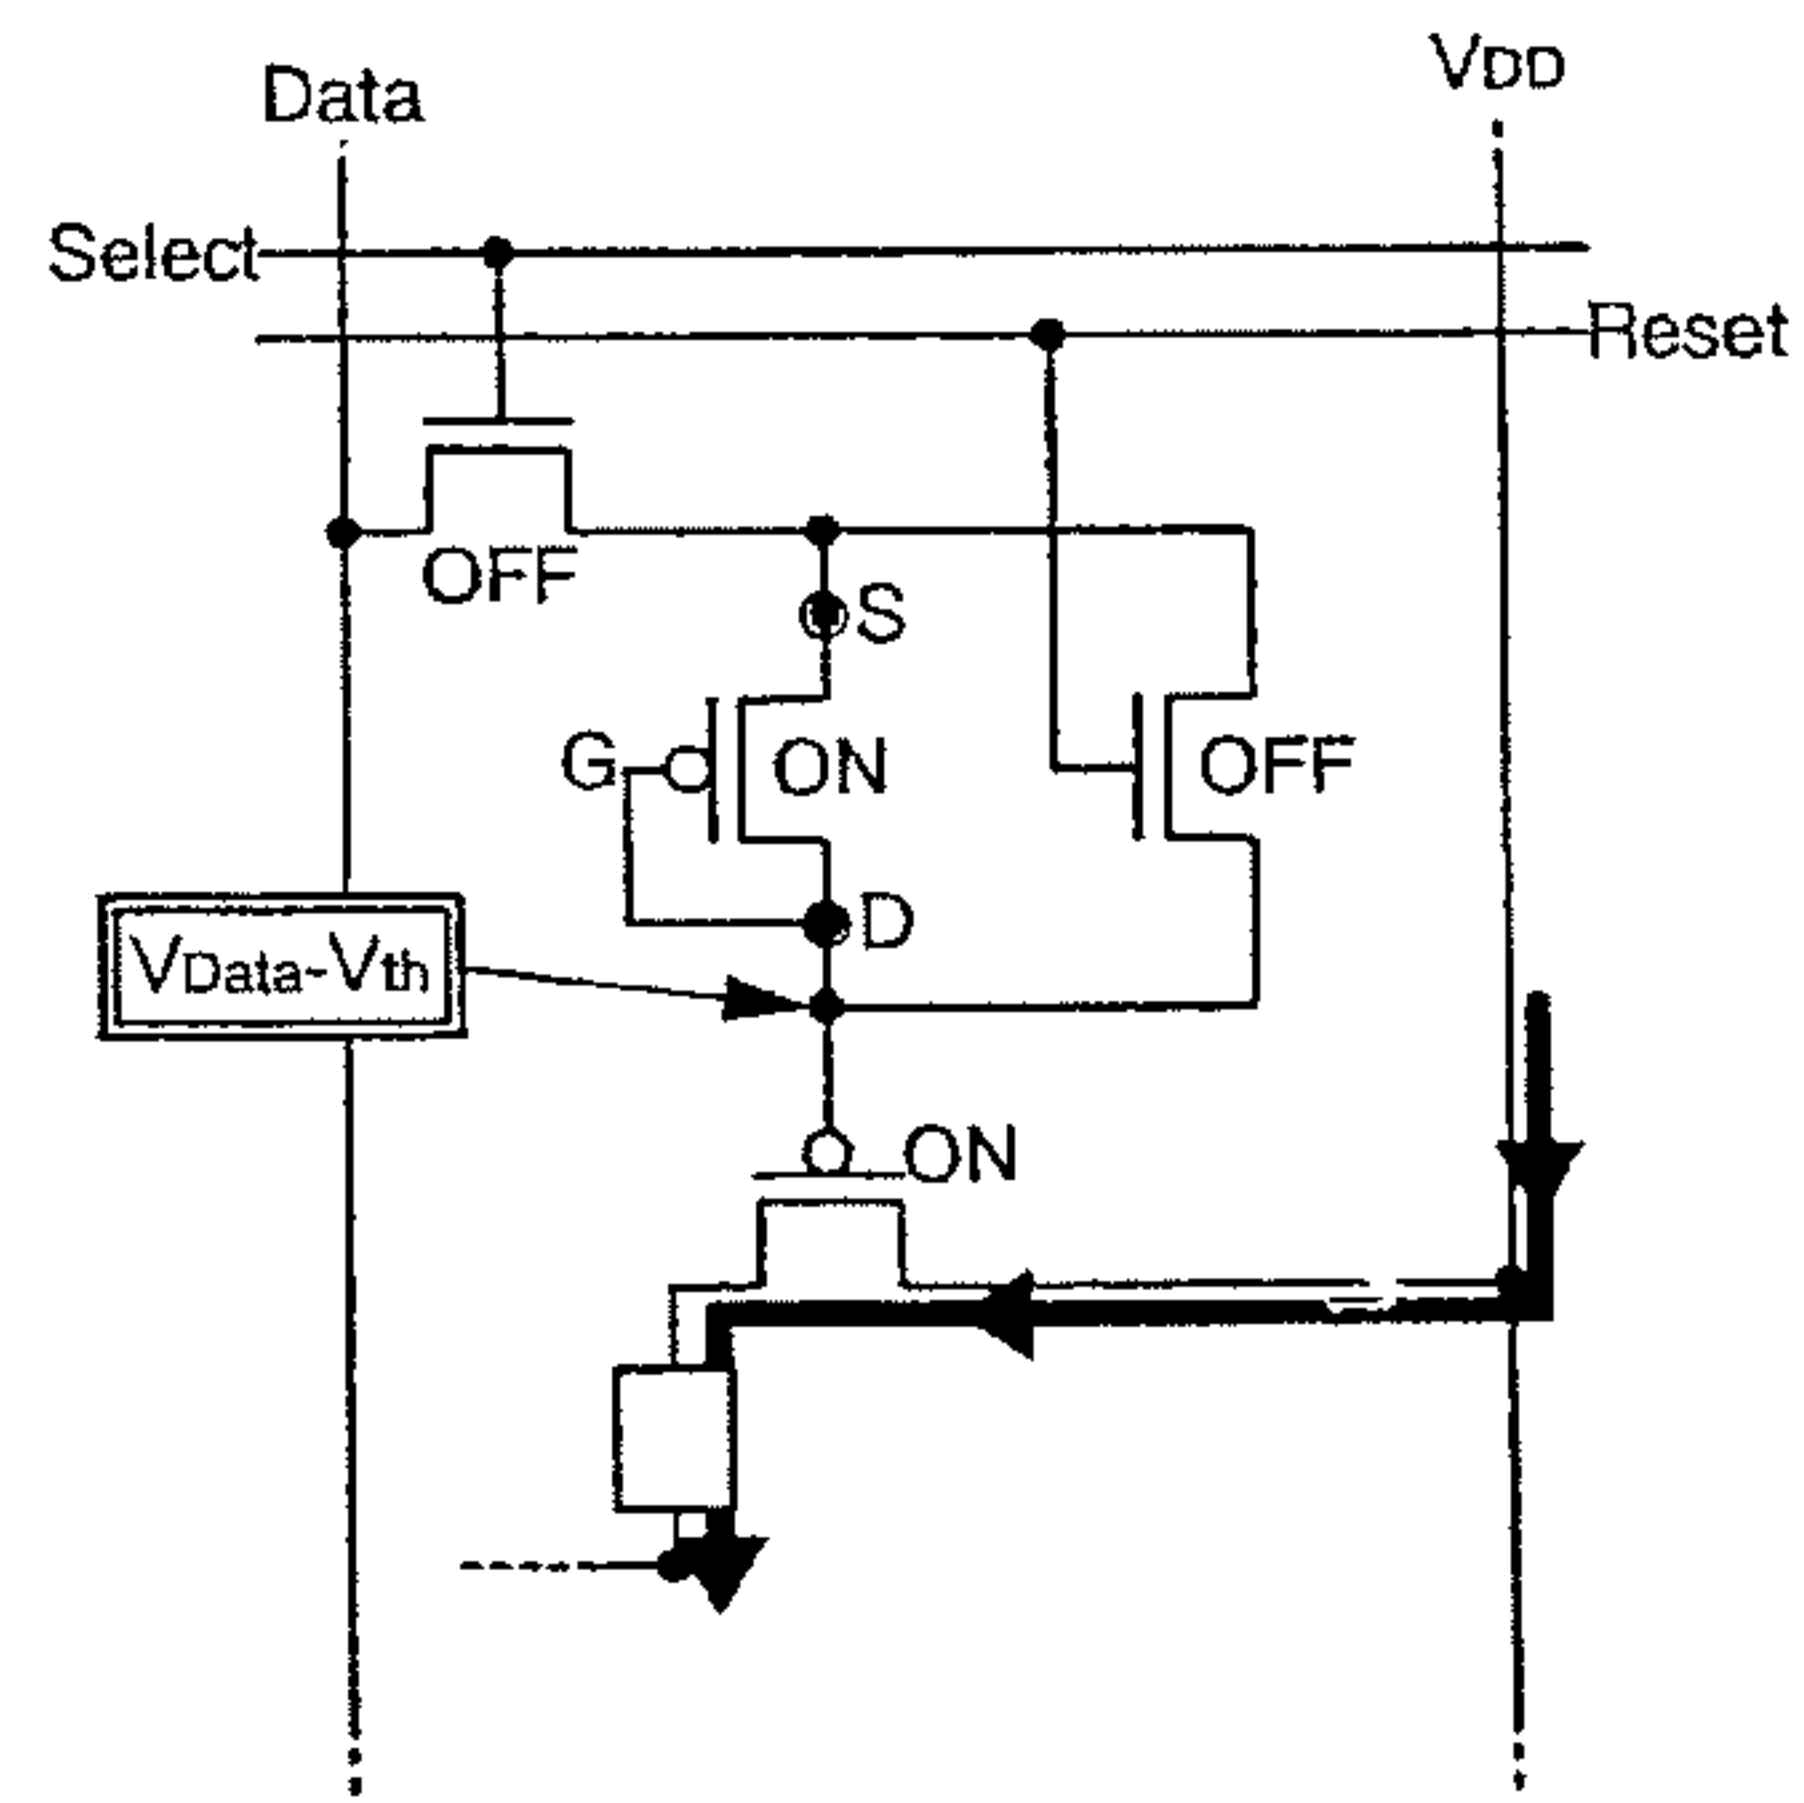 Data
VDD
Select
Reset
OFF
S
G
ON
OFF
D
VData-Vth
ON